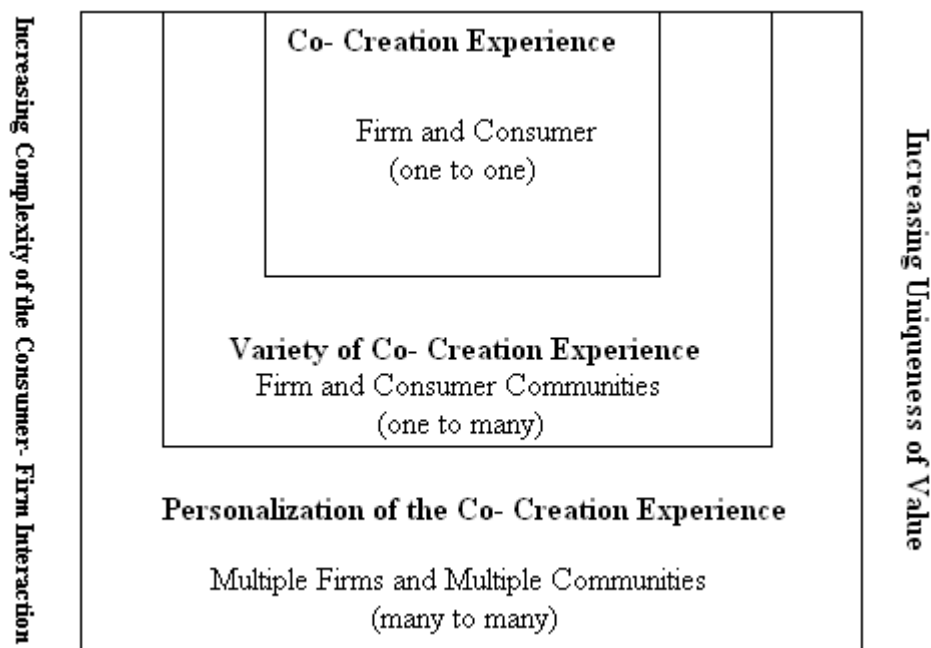 Increasing Complexity of the Consumer- Firm Interaction
Co- Creation Experience
Firm and Consumer
(one to one)
Variety of Co- Creation Experience
Firm and Consumer Communities
(one to many)
Personalization of the Co- Creation Experience
Multiple Firms and Multiple Communities
(many to many)
Increasing Uniqueness of Value